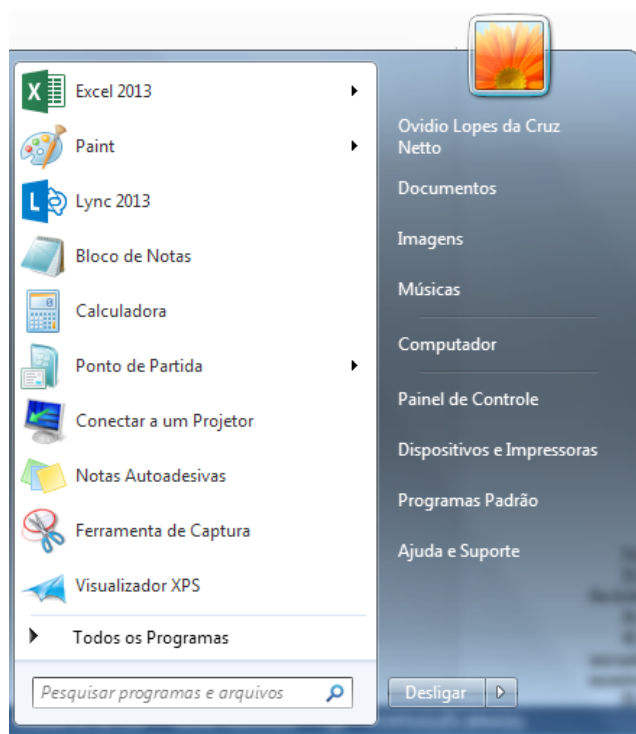 Excel 2013
Paint
Lync 2013
Bloco de Notas
Calculadora
Ponto de Partida
Conectar a um Projetor
Notas Autoadesivas
Ferramenta de Captura
Visualizador XPS
Todos os Programas
Pesquisar programas e arquivos
Ovidio Lopes da Cruz
Netto
Documentos
Imagens
Músicas
Computador
Painel de Controle
Dispositivos e Impressoras
Programas Padrão
Ajuda e Suporte
Desligar